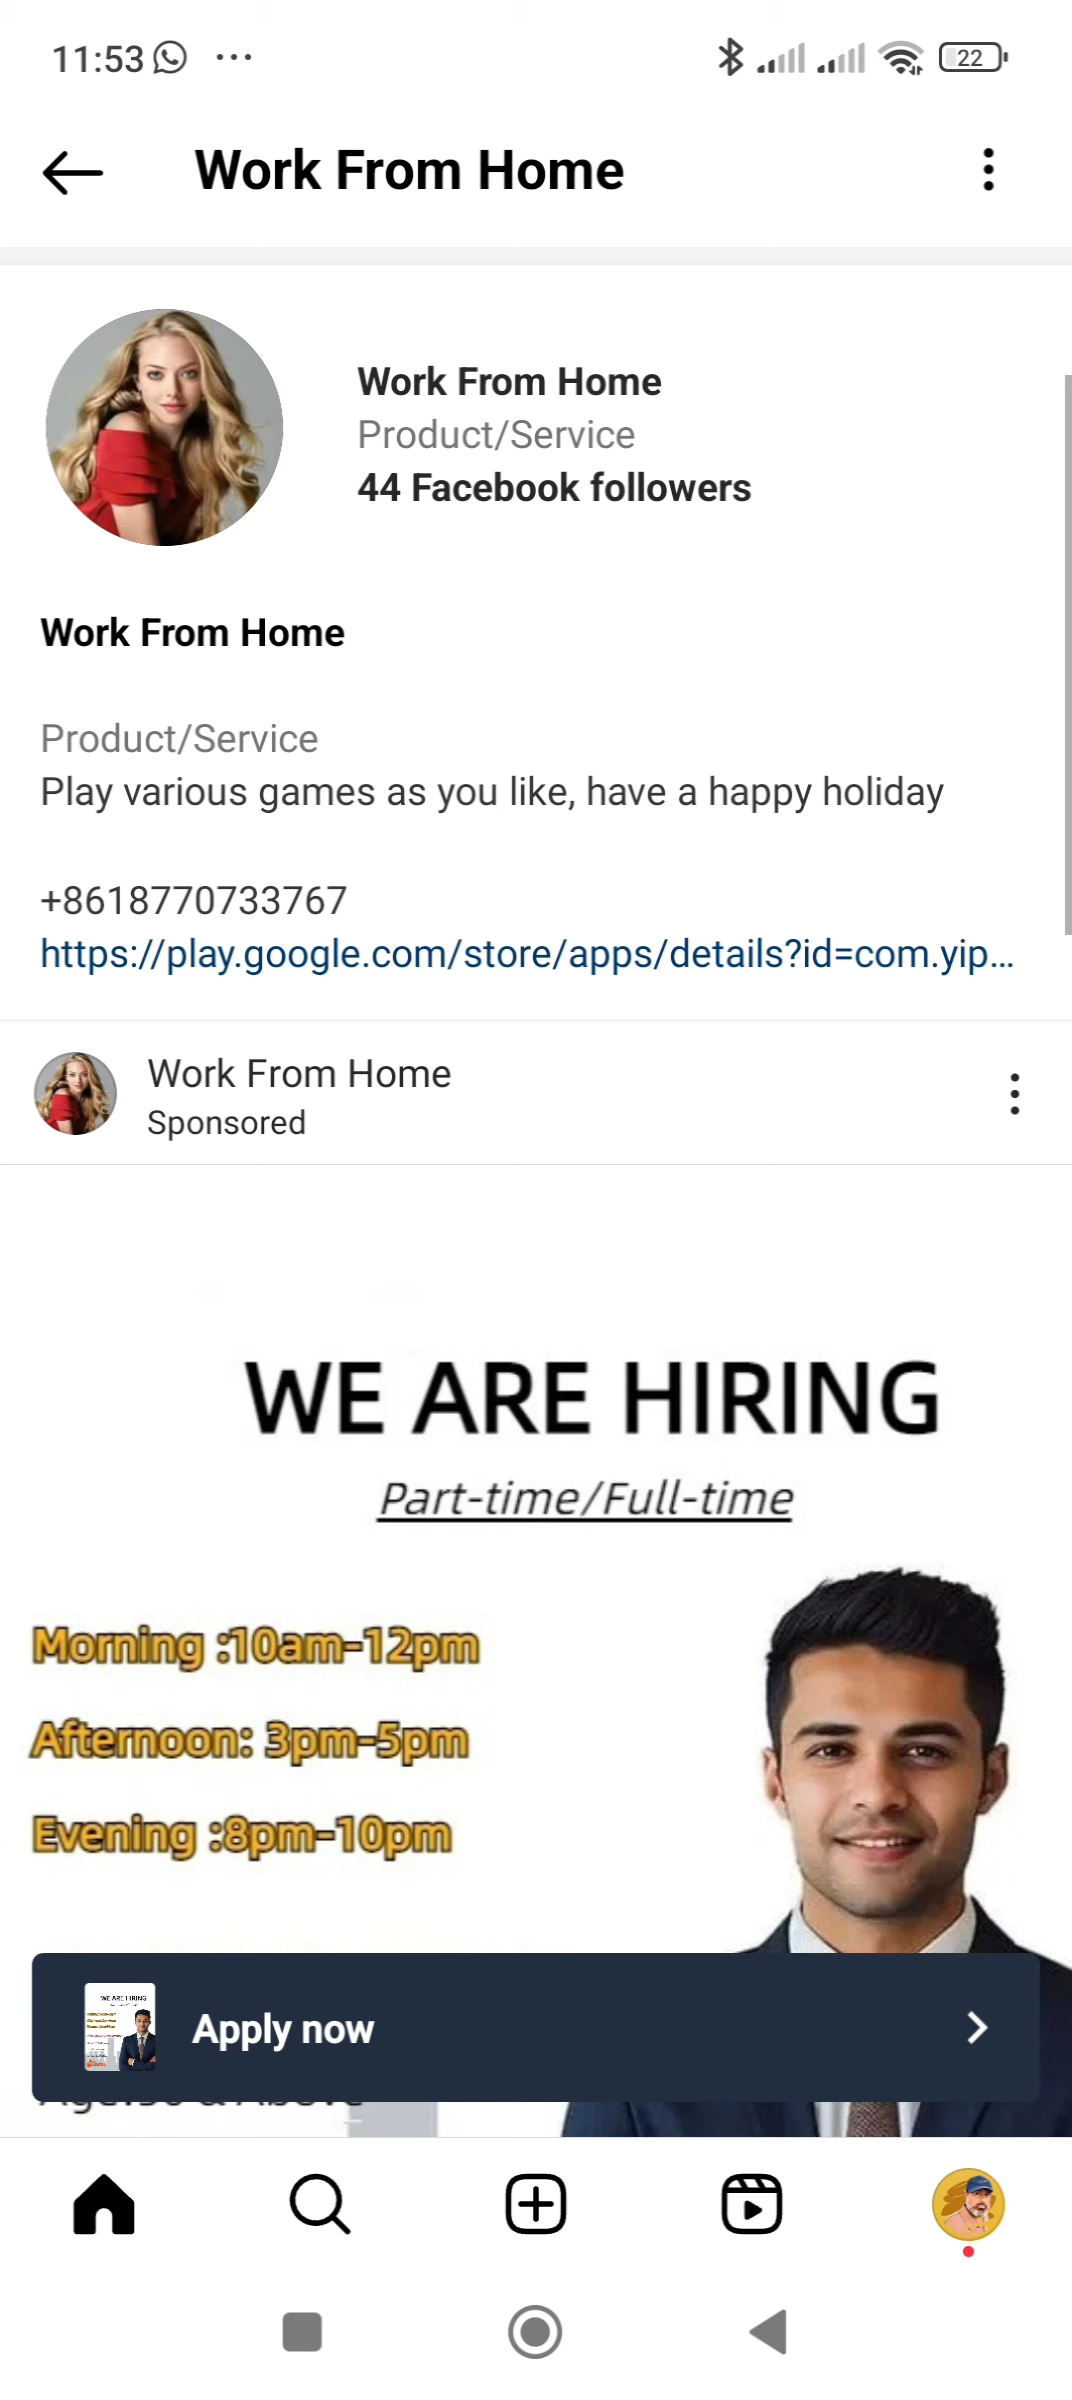 11:53
22
Work From Home
Work From Home
Product/Service
44 Facebook followers
Work From Home
Product/Service
Play various games as you like, have a happy holiday
+8618770733767
https://play.google.com/store/apps/details?id=com.yip...
Work From Home
Sponsored
WE ARE HIRING
Part-time/Full-time
Morning :10am-12pm
Afternoon: 3pm-5pm
Evening :8pm-10pm
WE ARE HIRING
Apply now